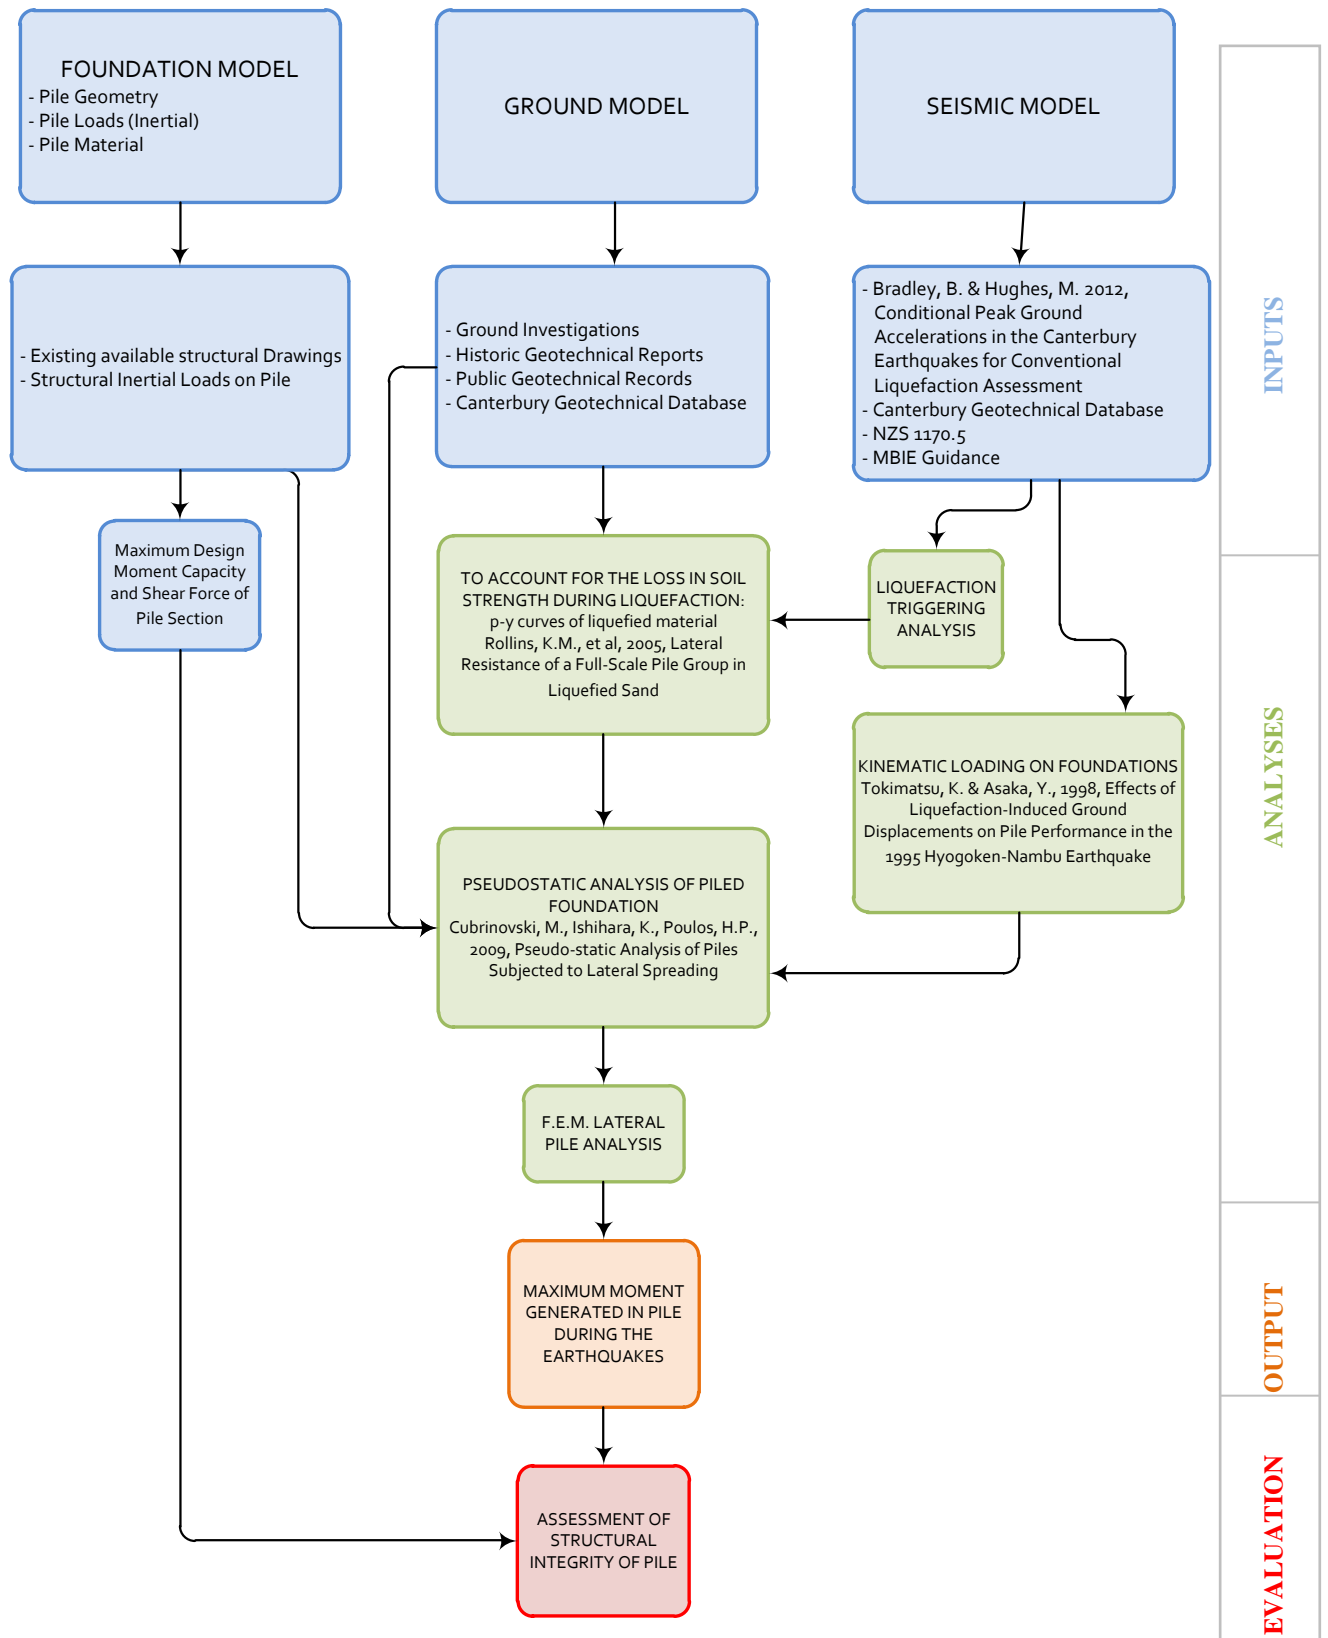 FOUNDATION MODEL
- Pile Geometry
- Pile Loads (Inertial)
- Pile Material
GROUND MODEL
SEISMIC MODEL
- Existing available structural Drawings
- Structural Inertial Loads on Pile
- Ground Investigations
- Historic Geotechnical Reports
- Public Geotechnical Records
- Canterbury Geotechnical Database
- Bradley, B. & Hughes, M. 2012,
Conditional Peak Ground
Accelerations in the Canterbury
Earthquakes for Conventional
Liquefaction Assessment
- Canterbury Geotechnical Database
- NZS 1170.5
- MBIE Guidance
INPUTS
Maximum Design
Moment Capacity
and Shear Force of
Pile Section
TO ACCOUNT FOR THE LOSS IN SOIL
STRENGTH DURING LIQUEFACTION:
p-y curves of liquefied material
Rollins, K.M., et al, 2005, Lateral
Resistance of a Full-Scale Pile Group in
Liquefied Sand
LIQUEFACTION
TRIGGERING
ANALYSIS
KINEMATIC LOADING ON FOUNDATIONS
Tokimatsu, K. & Asaka, Y., 1998, Effects of
Liquefaction-Induced Ground
Displacements on Pile Performance in the
1995 Hyogoken-Nambu Earthquake
ANALYSES
PSEUDOSTATIC ANALYSIS OF PILED
FOUNDATION
Cubrinovski, M., Ishihara, K., Poulos, H.P.,
2009, Pseudo-static Analysis of Piles
Subjected to Lateral Spreading
F.E.M. LATERAL
PILE ANALYSIS
MAXIMUM MOMENT
GENERATED IN PILE
DURING THE
EARTHQUAKES
OUTPUT
ASSESSMENT OF
STRUCTURAL
INTEGRITY OF PILE
EVALUATION